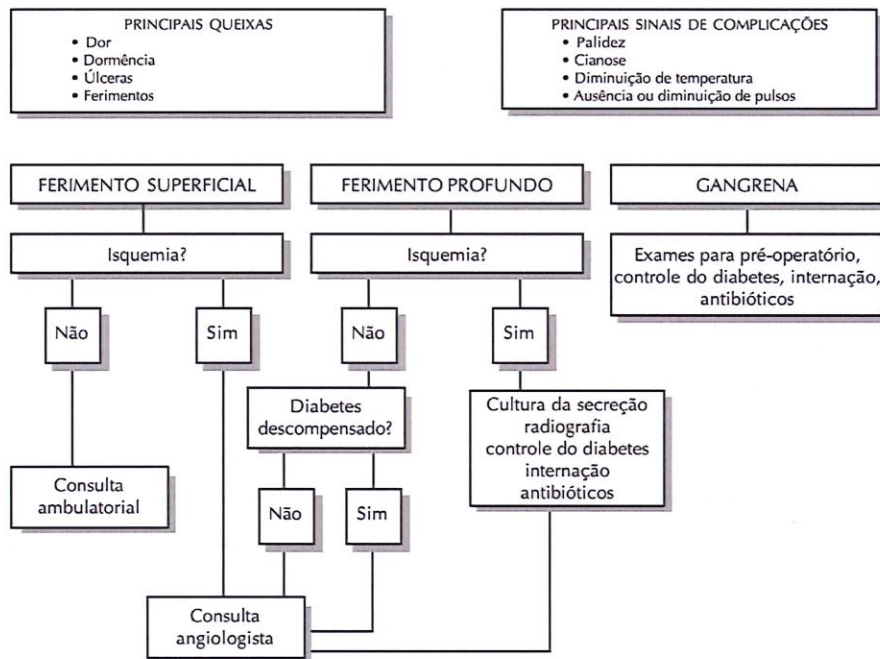 PRINCIPAIS QUEIXAS
• Dor
• Dormência
• Úlceras
• Ferimentos
PRINCIPAIS SINAIS DE COMPLICAÇÕES
• Palidez
• Cianose
• Diminuição de temperatura
• Ausência ou diminuição de pulsos
FERIMENTO SUPERFICIAL
FERIMENTO PROFUNDO
GANGRENA
Isquemia?
Isquemia?
Exames para pré-operatório,
controle do diabetes, internação,
antibióticos
Não
Sim
Não
Sim
Diabetes
descompensado?
Cultura da secreção
radiografia
controle do diabetes
internação
antibióticos
Consulta
ambulatorial
Não
Sim
Consulta
angiologista